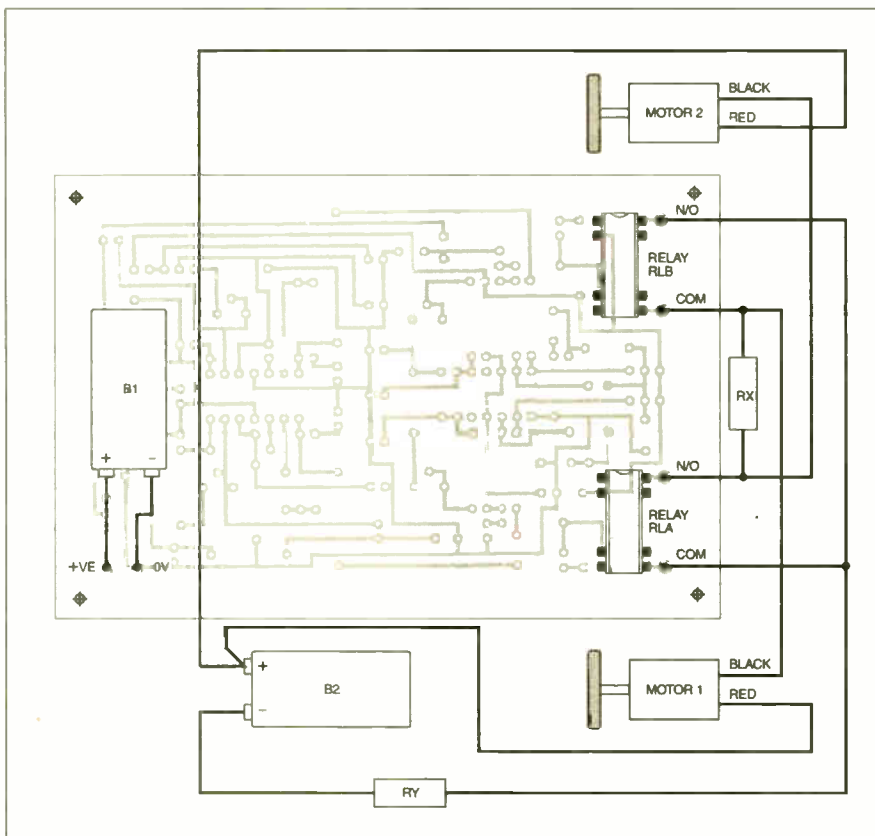 BLACK
MOTOR 2
RED
N/O
RELAY
RLB
COM
B1
RX
+
-
N/O
RELAY
RLA
COM
+VE
0V
+
B2
-
BLACK
MOTOR 1
RED
RY